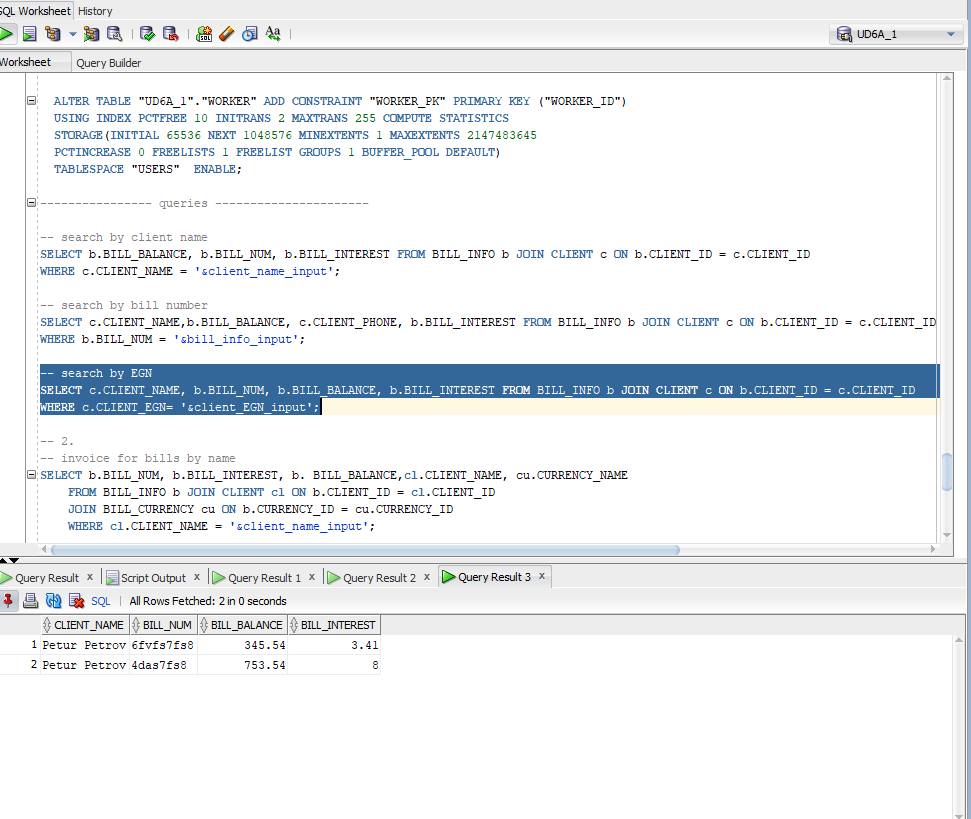 SQL Worksheet History
UD6A_1
Worksheet Query Builder
ALTER TABLE "UD6A_1"."WORKER" ADD CONSTRAINT "WORKER_PK" PRIMARY KEY ("WORKER_ID")
USING INDEX PCTFREE 10 INITRANS 2 MAXTRANS 255 COMPUTE STATISTICS
STORAGE(INITIAL 65536 NEXT 1048576 MINEXTENTS 1 MAXEXTENTS 2147483645
PCTINCREASE 0 FREELISTS 1 FREELIST GROUPS 1 BUFFER_POOL DEFAULT)
TABLESPACE "USERS"  ENABLE;
---------------- queries ----------------------
-- search by client name
SELECT b.BILL_BALANCE, b.BILL_NUM, b.BILL_INTEREST FROM BILL_INFO b JOIN CLIENT c ON b.CLIENT_ID = c.CLIENT_ID
WHERE c.CLIENT_NAME = '&client_name_input';
-- search by bill number
SELECT c.CLIENT_NAME,b.BILL_BALANCE, c.CLIENT_PHONE, b.BILL_INTEREST FROM BILL_INFO b JOIN CLIENT c ON b.CLIENT_ID = c.CLIENT_ID
WHERE b.BILL_NUM = '&bill_info_input';
-- search by EGN
SELECT c.CLIENT_NAME, b.BILL_NUM, b.BILL_BALANCE, b.BILL_INTEREST FROM BILL_INFO b JOIN CLIENT c ON b.CLIENT_ID = c.CLIENT_ID
WHERE c.CLIENT_EGN= '&client_EGN_input';
-- 2.
-- invoice for bills by name
SELECT b.BILL_NUM, b.BILL_INTEREST, b. BILL_BALANCE,cl.CLIENT_NAME, cu.CURRENCY_NAME
FROM BILL_INFO b JOIN CLIENT cl ON b.CLIENT_ID = cl.CLIENT_ID
JOIN BILL_CURRENCY cu ON b.CURRENCY_ID = cu.CURRENCY_ID
WHERE cl.CLIENT_NAME = '&client_name_input';
Query Result x Script Output x Query Result 1 x Query Result 2 x Query Result 3 x
SQL | All Rows Fetched: 2 in 0 seconds
CLIENT_NAME BILL_NUM BILL_BALANCE BILL_INTEREST
1 Petur Petrov 6fvfs7fs8 345.54 3.41
2 Petur Petrov 4das7fs8 753.54 8